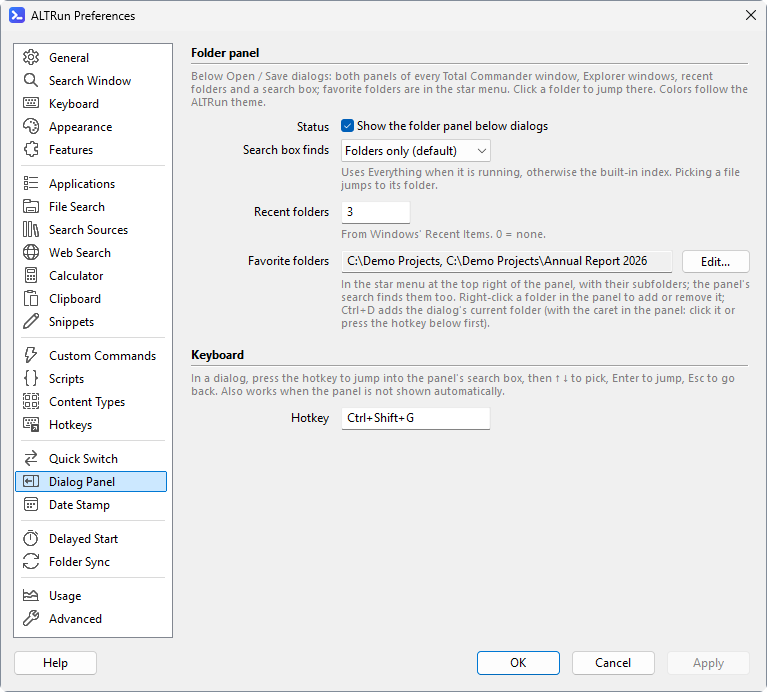 ALTRun Preferences
General
Search Window
Keyboard
Appearance
Features
Applications
File Search
Search Sources
Web Search
Calculator
Clipboard
Snippets
Custom Commands
Scripts
Content Types
Hotkeys
Quick Switch
Dialog Panel
Date Stamp
Delayed Start
Folder Sync
Usage
Advanced
Folder panel
Below Open / Save dialogs: both panels of every Total Commander window, Explorer windows, recent
folders and a search box; favorite folders are in the star menu. Click a folder to jump there. Colors follow the
ALTRun theme.
Status Show the folder panel below dialogs
Search box finds Folders only (default)
Uses Everything when it is running, otherwise the built-in index. Picking a file
jumps to its folder.
Recent folders 3
From Windows' Recent Items. 0 = none.
Favorite folders C:\Demo Projects, C:\Demo Projects\Annual Report 2026 Edit...
In the star menu at the top right of the panel, with their subfolders; the panel's
search finds them too. Right-click a folder in the panel to add or remove it;
Ctrl+D adds the dialog's current folder (with the caret in the panel: click it or
press the hotkey below first).
Keyboard
In a dialog, press the hotkey to jump into the panel's search box, then ↑ ↓ to pick, Enter to jump, Esc to go
back. Also works when the panel is not shown automatically.
Hotkey Ctrl+Shift+G
Help OK Cancel Apply